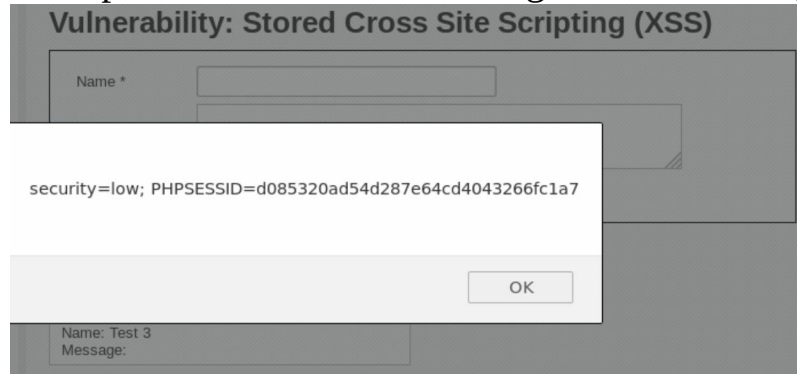 Vulnerability: Stored Cross Site Scripting (XSS)
Name *
security=low; PHPSESSID=d085320ad54d287e64cd4043266fc1a7
OK
Name: Test 3
Message: